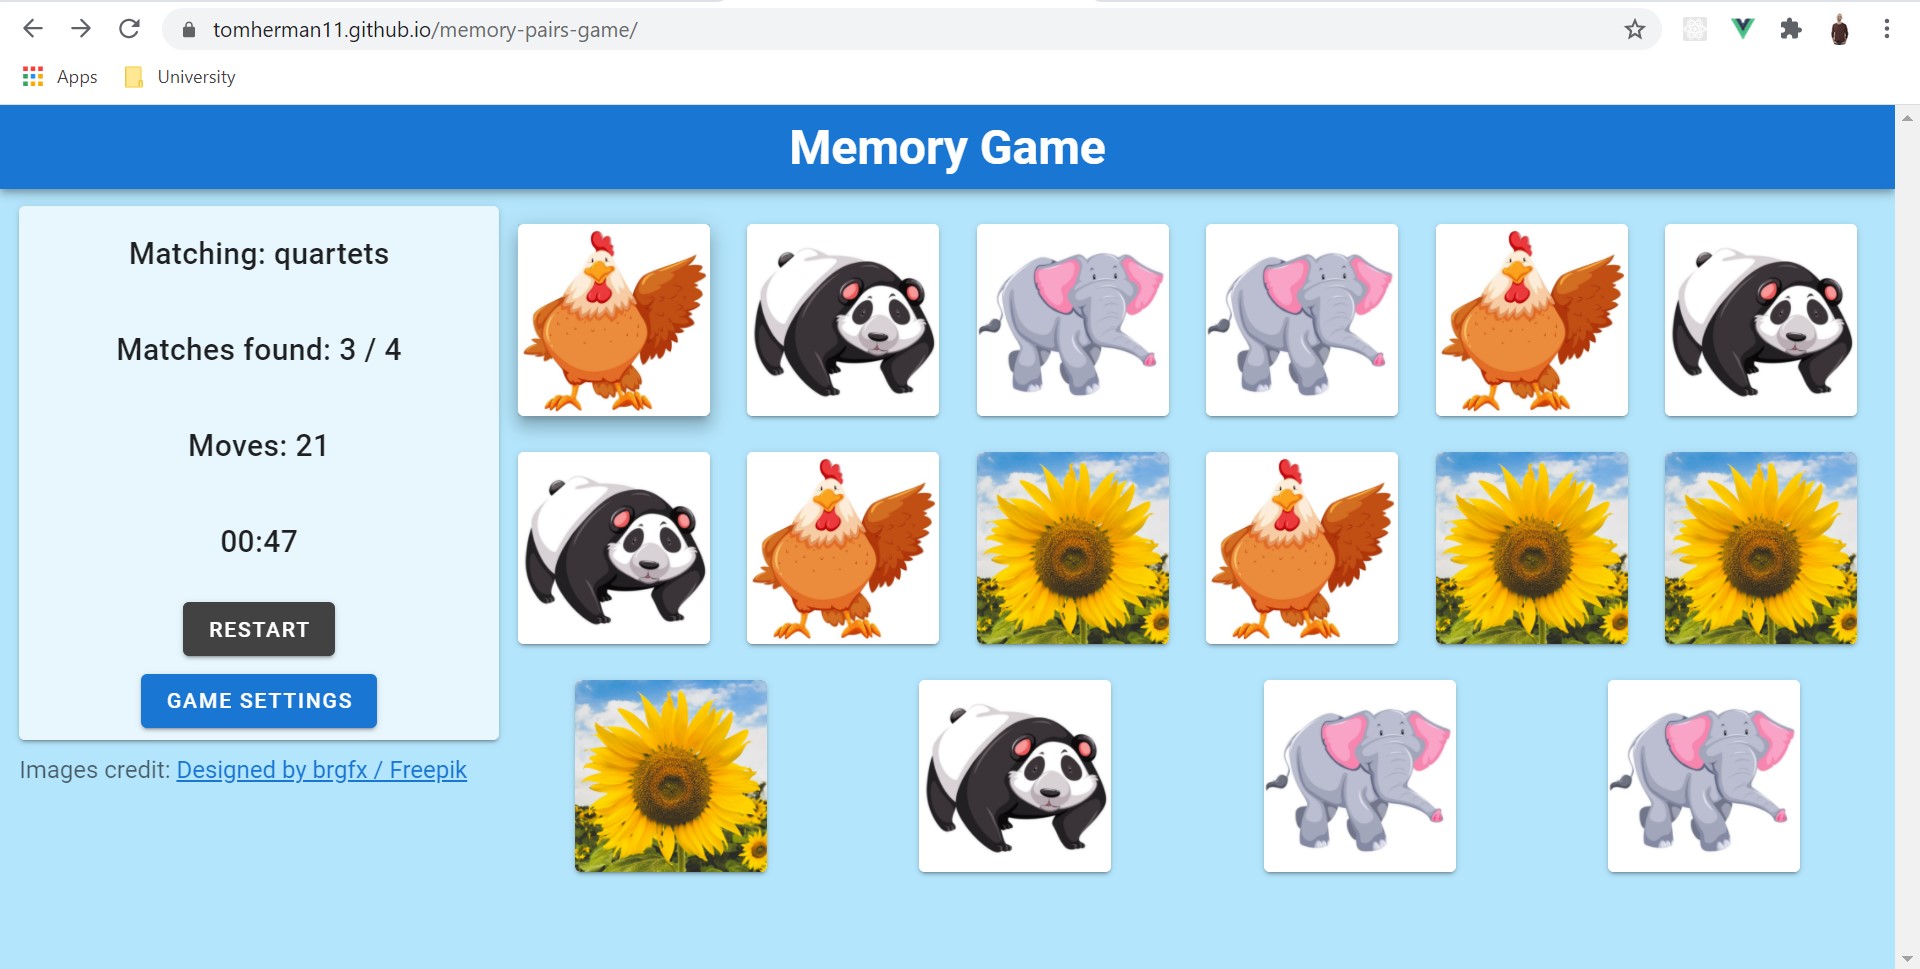 tomherman11.github.io/memory-pairs-game/
Apps University
Memory Game
Matching: quartets
Matches found: 3 / 4
Moves: 21
00:47
RESTART
GAME SETTINGS
Images credit: Designed by brgfx / Freepik